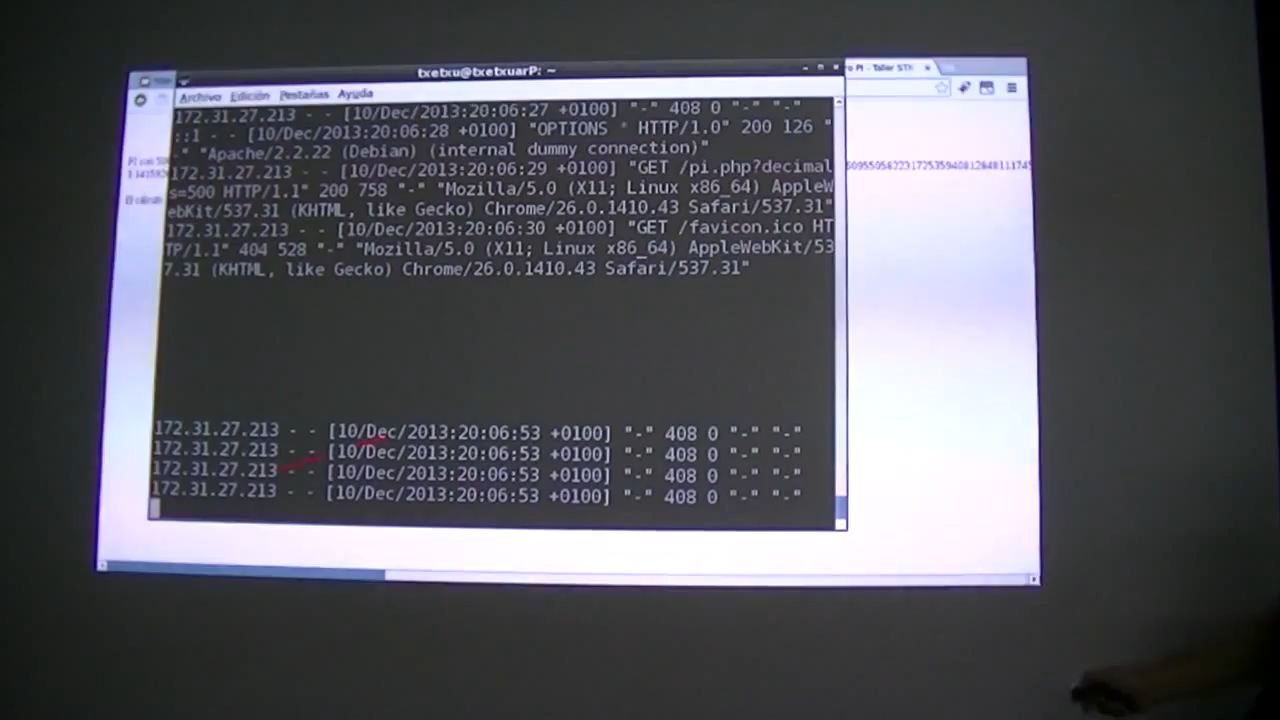 txetxu@txetxuarP: ~
Archivo Edición Pestañas Ayuda
PI - Taller STh
172.31.27.213 - - [10/Dec/2013:20:06:27 +0100] "-" 408 0 "-" "-"
::1 - - [10/Dec/2013:20:06:28 +0100] "OPTIONS * HTTP/1.0" 200 126 "
-" "Apache/2.2.22 (Debian) (internal dummy connection)"
172.31.27.213 - - [10/Dec/2013:20:06:29 +0100] "GET /pi.php?decimal
s=500 HTTP/1.1" 200 758 "-" "Mozilla/5.0 (X11; Linux x86_64) AppleW
ebKit/537.31 (KHTML, like Gecko) Chrome/26.0.1410.43 Safari/537.31"
172.31.27.213 - - [10/Dec/2013:20:06:30 +0100] "GET /favicon.ico HT
TP/1.1" 404 528 "-" "Mozilla/5.0 (X11; Linux x86_64) AppleWebKit/53
7.31 (KHTML, like Gecko) Chrome/26.0.1410.43 Safari/537.31"
172.31.27.213 - - [10/Dec/2013:20:06:53 +0100] "-" 408 0 "-" "-"
172.31.27.213 - - [10/Dec/2013:20:06:53 +0100] "-" 408 0 "-" "-"
172.31.27.213 - - [10/Dec/2013:20:06:53 +0100] "-" 408 0 "-" "-"
172.31.27.213 - - [10/Dec/2013:20:06:53 +0100] "-" 408 0 "-" "-"
PI con
El cálculo